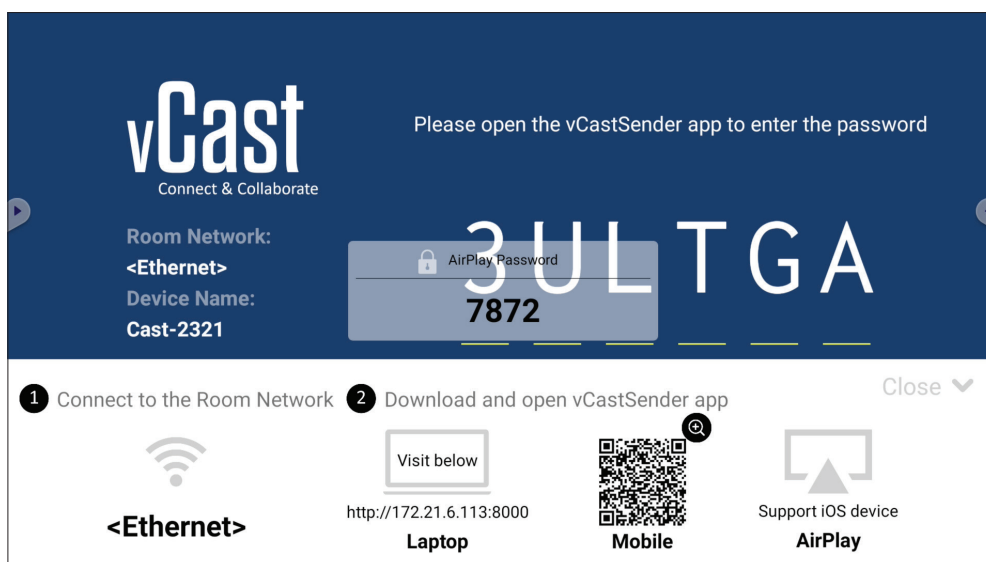 vCast
Connect & Collaborate
Please open the vCastSender app to enter the password
Room Network:
<Ethernet>
Device Name:
Cast-2321
3ULTGA
AirPlay Password
7872
Close
1 Connect to the Room Network
2 Download and open vCastSender app
<Ethernet>
Visit below
http://172.21.6.113:8000
Laptop
Mobile
Support iOS device
AirPlay